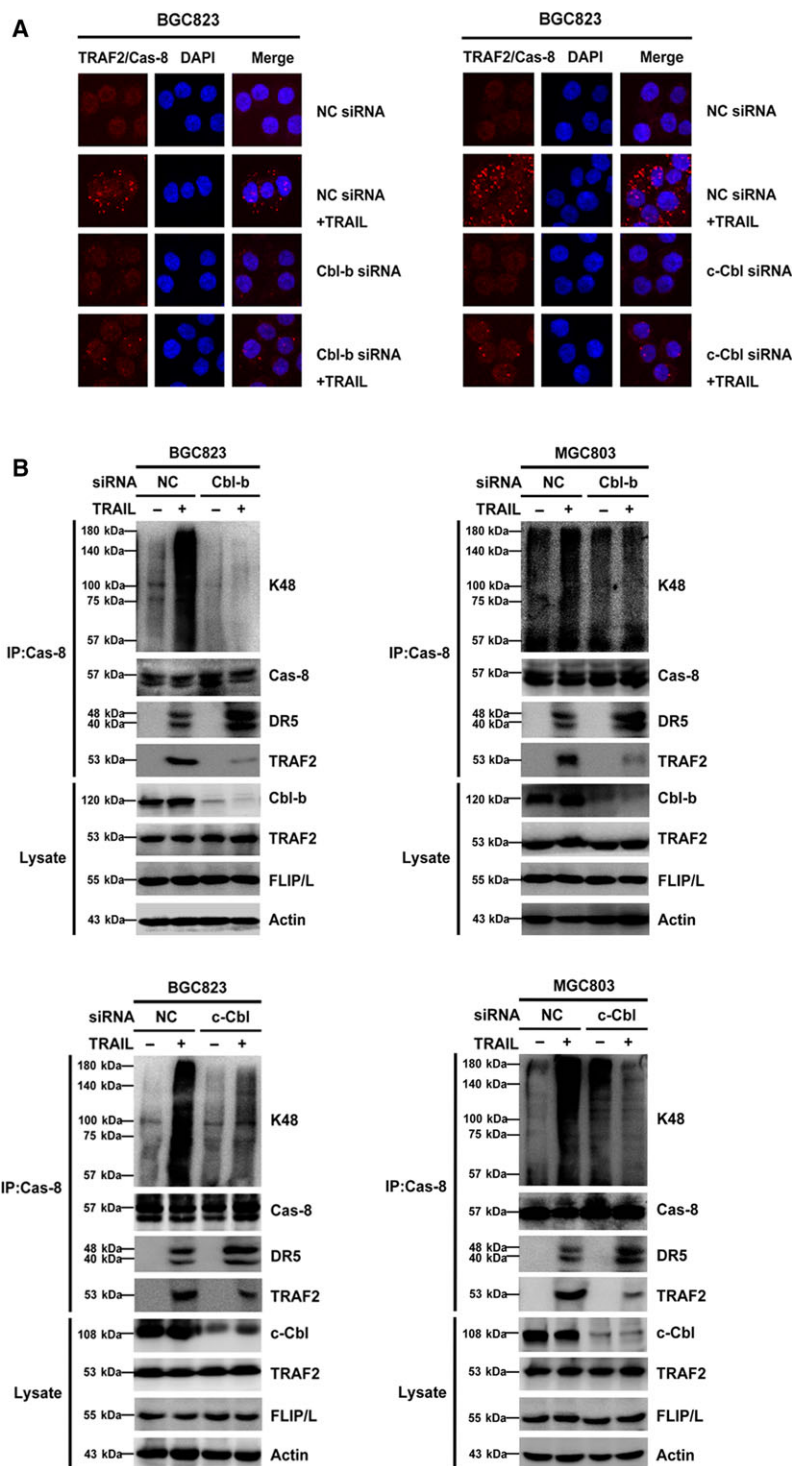 A
BGC823
TRAF2/Cas-8 DAPI Merge
NC siRNA
NC siRNA
+TRAIL
Cbl-b siRNA
Cbl-b siRNA
+TRAIL
BGC823
TRAF2/Cas-8 DAPI Merge
NC siRNA
NC siRNA
+TRAIL
c-Cbl siRNA
c-Cbl siRNA
+TRAIL
B
BGC823
siRNA NC Cbl-b
TRAIL – + – +
180 kDa
140 kDa
100 kDa K48
75 kDa
57 kDa
IP:Cas-8
57 kDa Cas-8
48 kDa
40 kDa DR5
53 kDa TRAF2
120 kDa Cbl-b
53 kDa TRAF2
Lysate
55 kDa FLIP/L
43 kDa Actin
MGC803
siRNA NC Cbl-b
TRAIL – + – +
180 kDa
140 kDa
100 kDa K48
75 kDa
57 kDa
IP:Cas-8
57 kDa Cas-8
48 kDa
40 kDa DR5
53 kDa TRAF2
120 kDa Cbl-b
53 kDa TRAF2
Lysate
55 kDa FLIP/L
43 kDa Actin
BGC823
siRNA NC c-Cbl
TRAIL – + – +
180 kDa
140 kDa
100 kDa K48
75 kDa
57 kDa
IP:Cas-8
57 kDa Cas-8
48 kDa
40 kDa DR5
53 kDa TRAF2
108 kDa c-Cbl
53 kDa TRAF2
Lysate
55 kDa FLIP/L
43 kDa Actin
MGC803
siRNA NC c-Cbl
TRAIL – + – +
180 kDa
140 kDa
100 kDa K48
75 kDa
57 kDa
IP:Cas-8
57 kDa Cas-8
48 kDa
40 kDa DR5
53 kDa TRAF2
108 kDa c-Cbl
53 kDa TRAF2
Lysate
55 kDa FLIP/L
43 kDa Actin